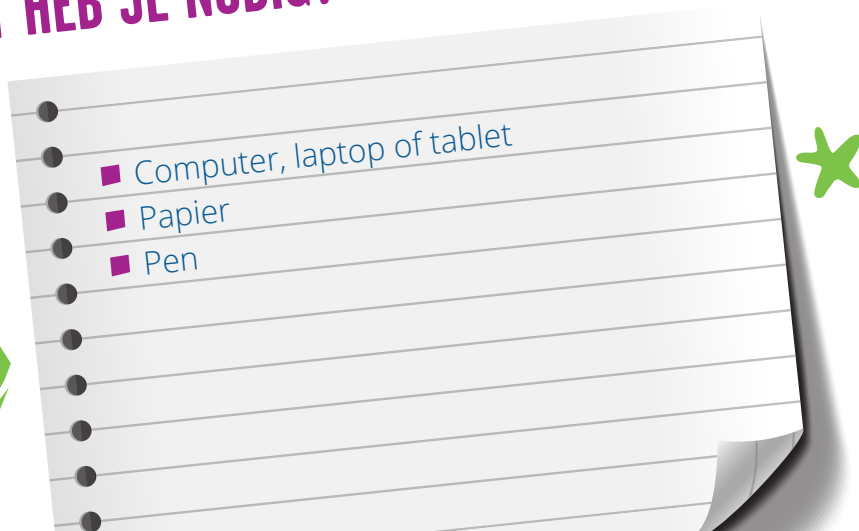 HEB JE NODIG?
Computer, laptop of tablet
Papier
Pen